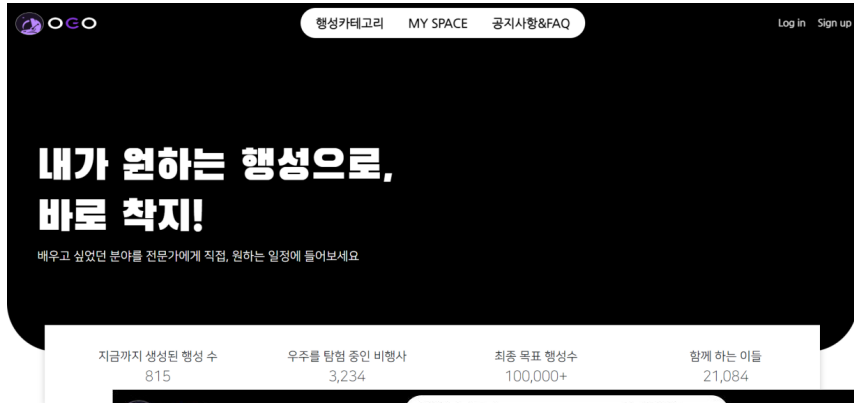 OGO
행성카테고리 MY SPACE 공지사항&FAQ
Log in Sign up
내가 원하는 행성으로,
바로 착지!
배우고 싶었던 분야를 전문가에게 직접, 원하는 일정에 들어보세요
지금까지 생성된 행성 수 우주를 탐험 중인 비행사 최종 목표 행성수 함께 하는 이들
815 3,234 100,000+ 21,084